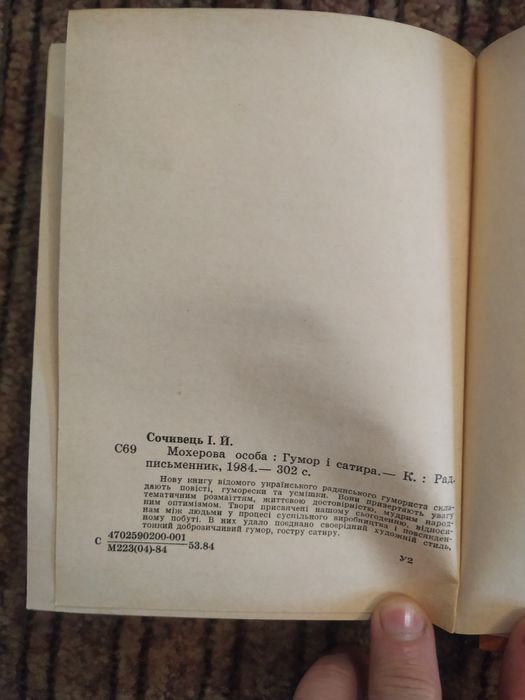 Сочивець І. Й.
С69 Мохерова особа : Гумор і сатира.— К. : Рад.
письменник, 1984.— 302 с.
Нову книгу відомого українського радянського гумориста скла-
дають повісті, гуморески та усмішки. Вони привертають увагу
тематичним розмаїттям, життєвою достовірністю, мудрим народ-
ним оптимізмом. Твори присвячені нашому сьогоденню, відноси-
нам між людьми у процесі суспільного виробництва і повсякден-
ному побуті. В них удало поєднано своєрідний художній стиль,
тонний доброзичливий гумор, гостру сатиру.
С 4702590200-001
М223(04)-84 53.84
У2